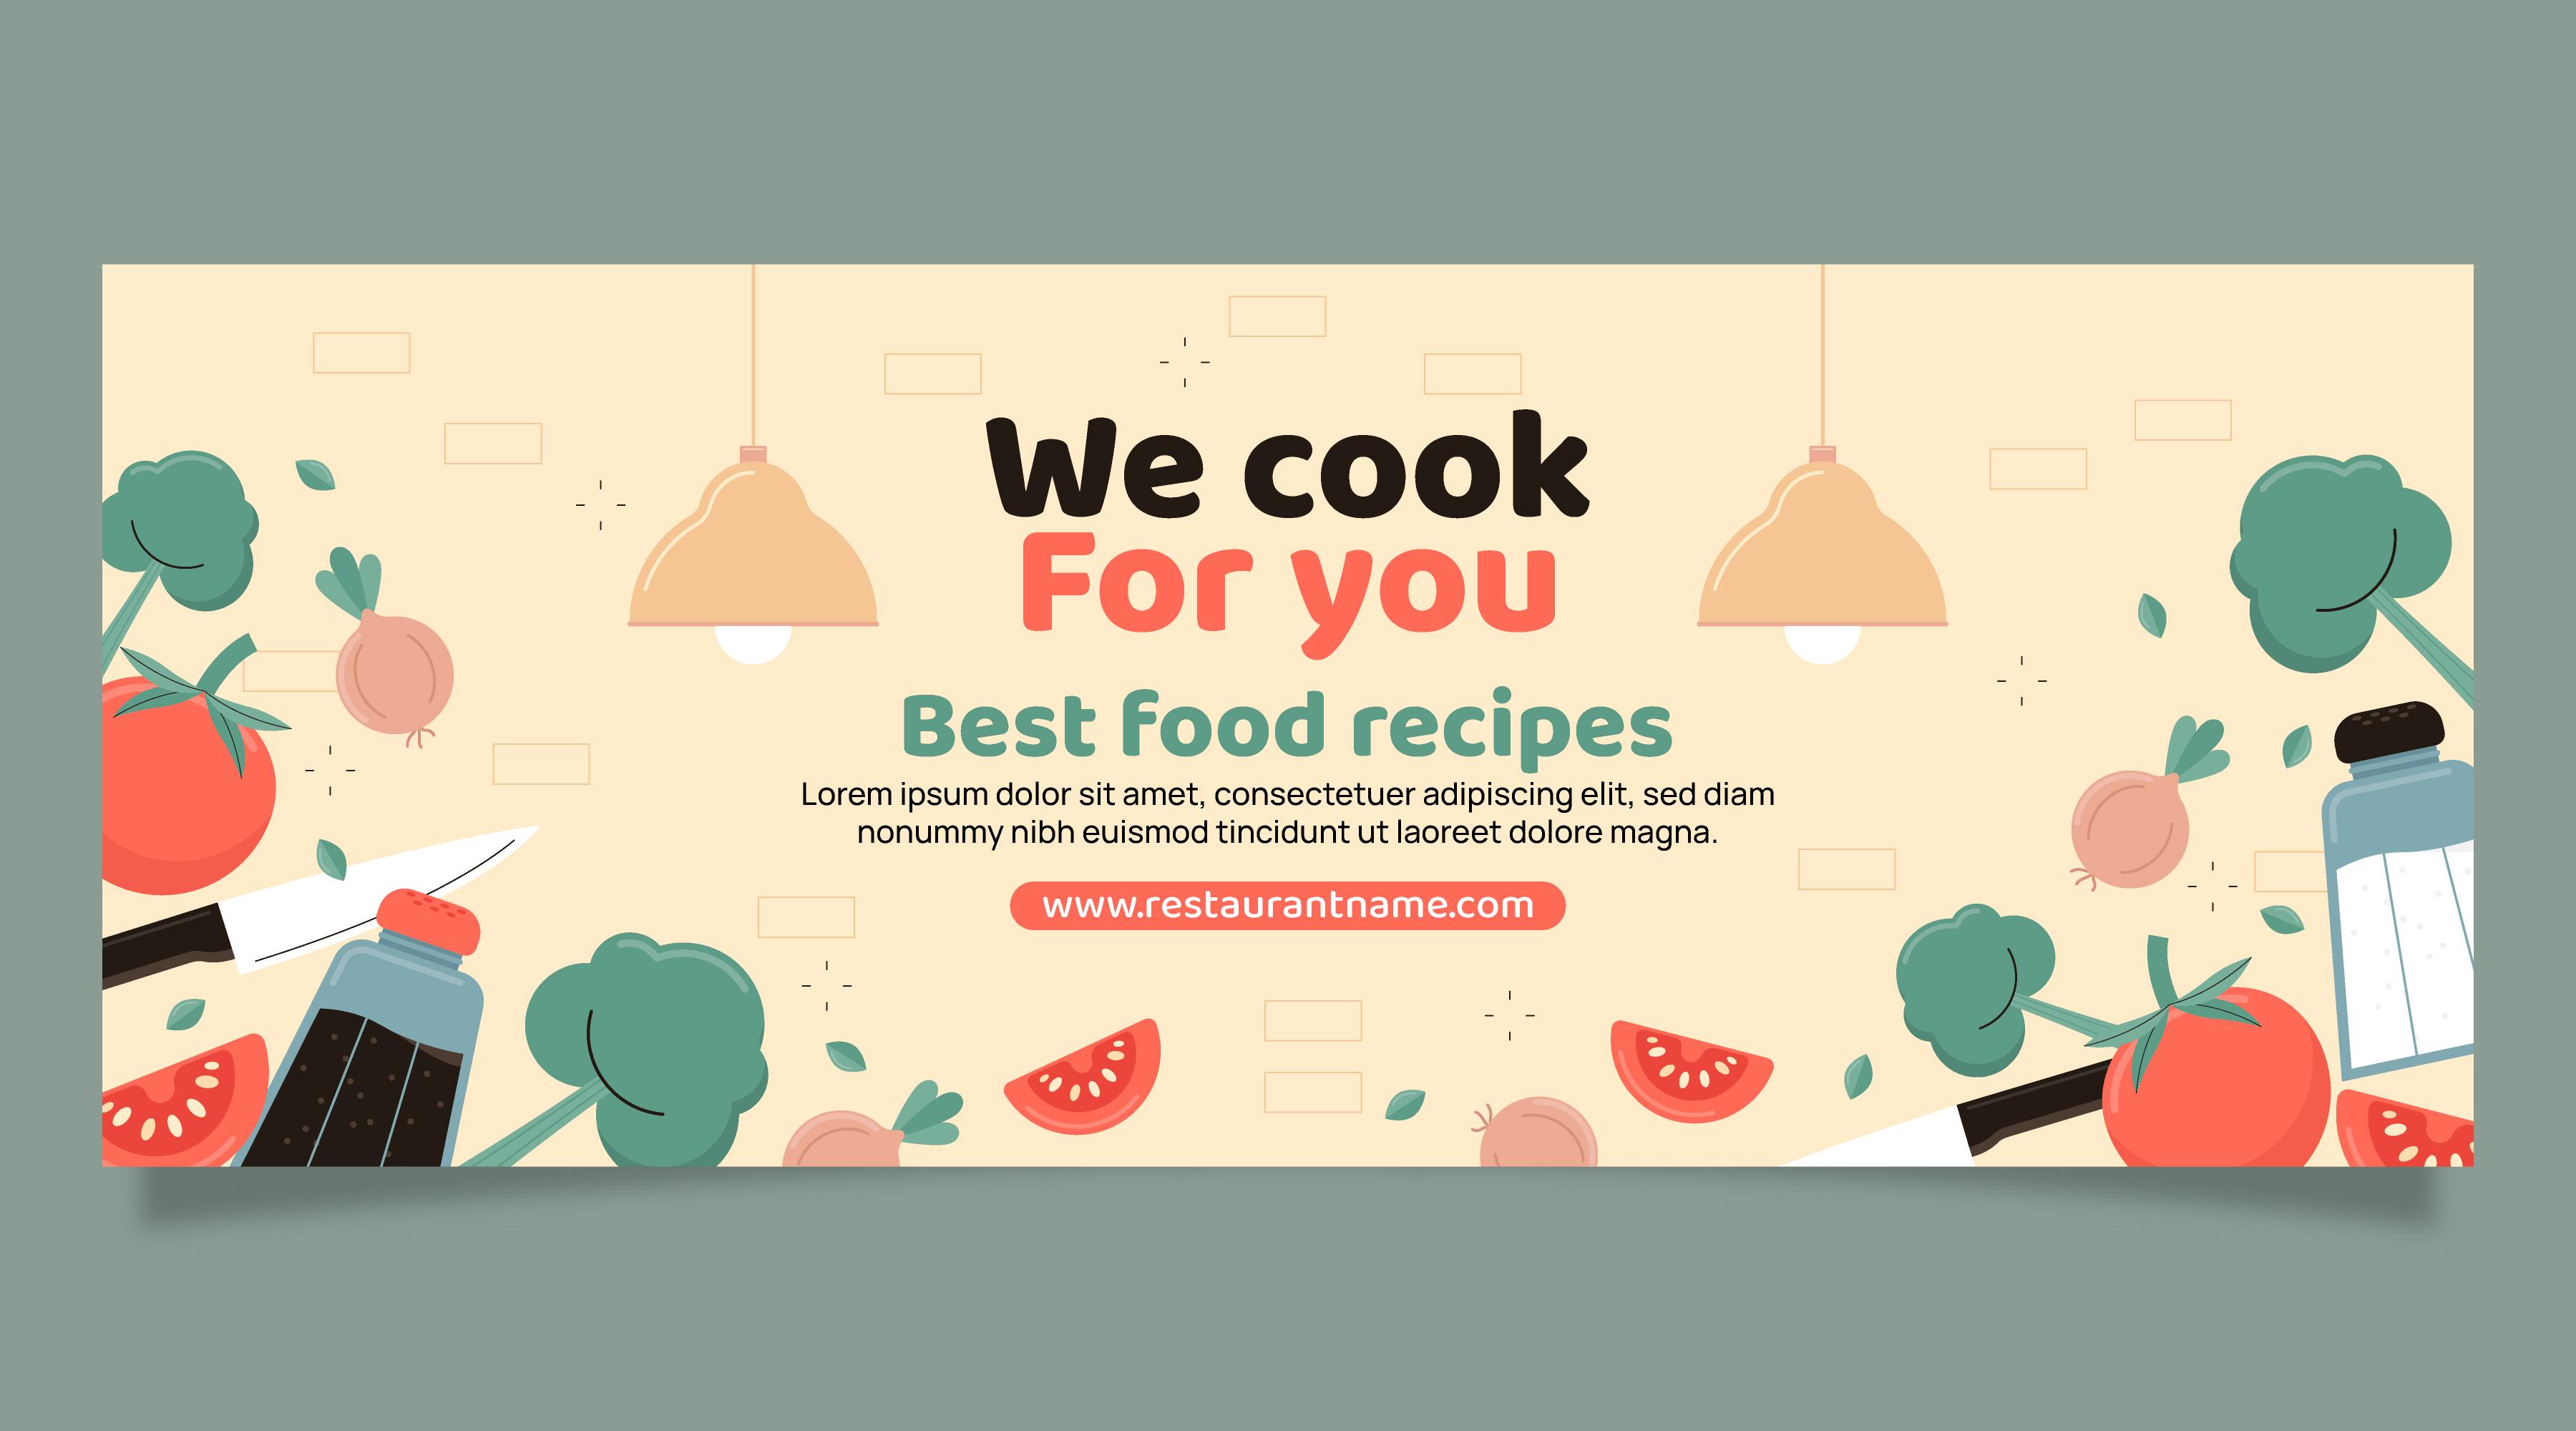 We cook
For you
Best food recipes
Lorem ipsum dolor sit amet, consectetuer adipiscing elit, sed diam
nonummy nibh euismod tincidunt ut laoreet dolore magna.
www.restaurantname.com